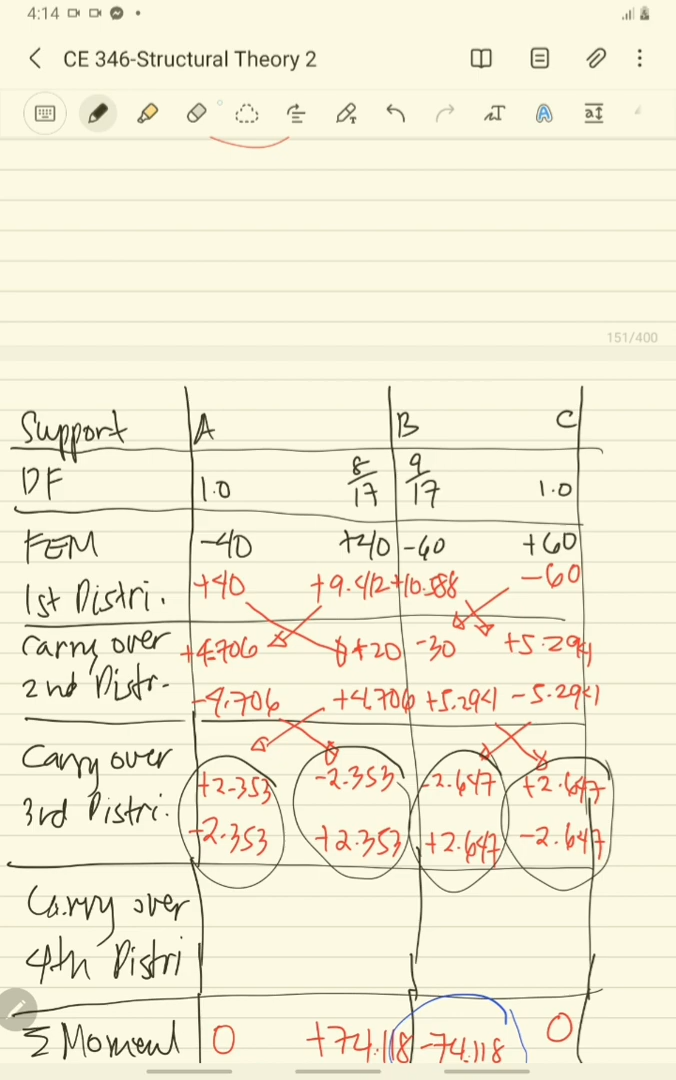 4:14
CE 346-Structural Theory 2
151/400
Support A B C
DF 1.0 8/17 9/17 1.0
FEM -40 +40 -60 +60
1st Distri. +40 +9.412 +10.588 -60
Carry over +4.706 +20 -30 +5.294
2nd Distr. -4.706 +4.706 +5.294 -5.294
Carry over +2.353 -2.353 -2.647 +2.647
3rd Distri. -2.353 +2.353 +2.647 -2.647
Carry over
4th Distri
Σ Moment 0 +74.118 -74.118 0